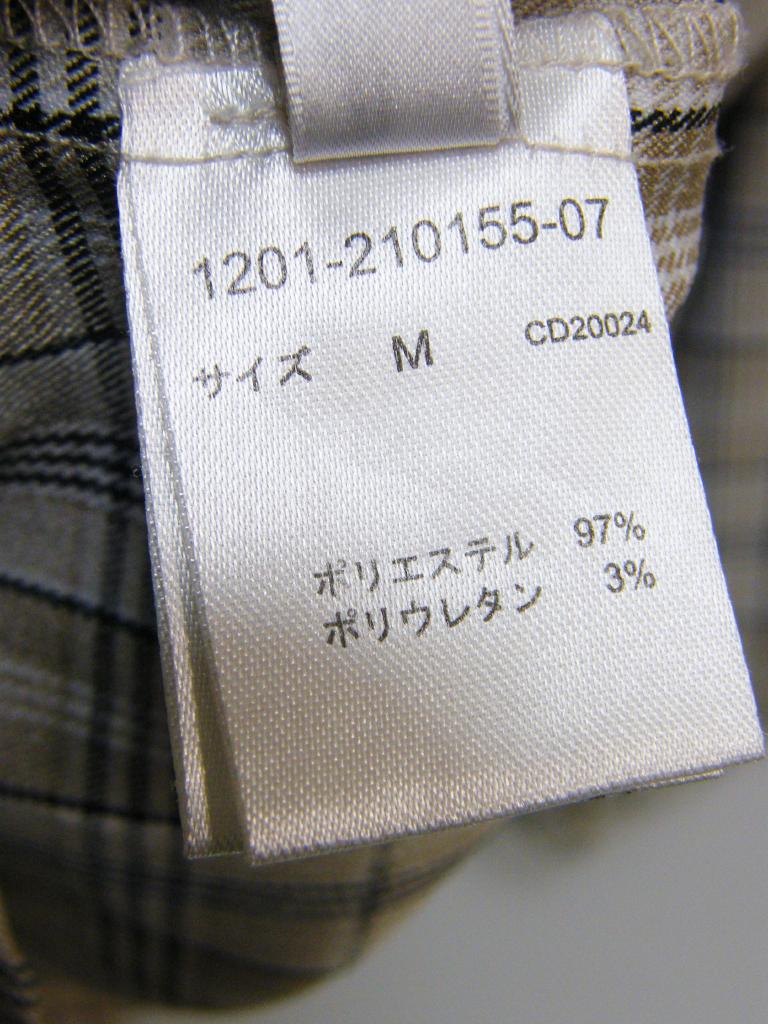 1201-210155-07
サイズ M CD20024
ポリエステル 97%
ポリウレタン 3%